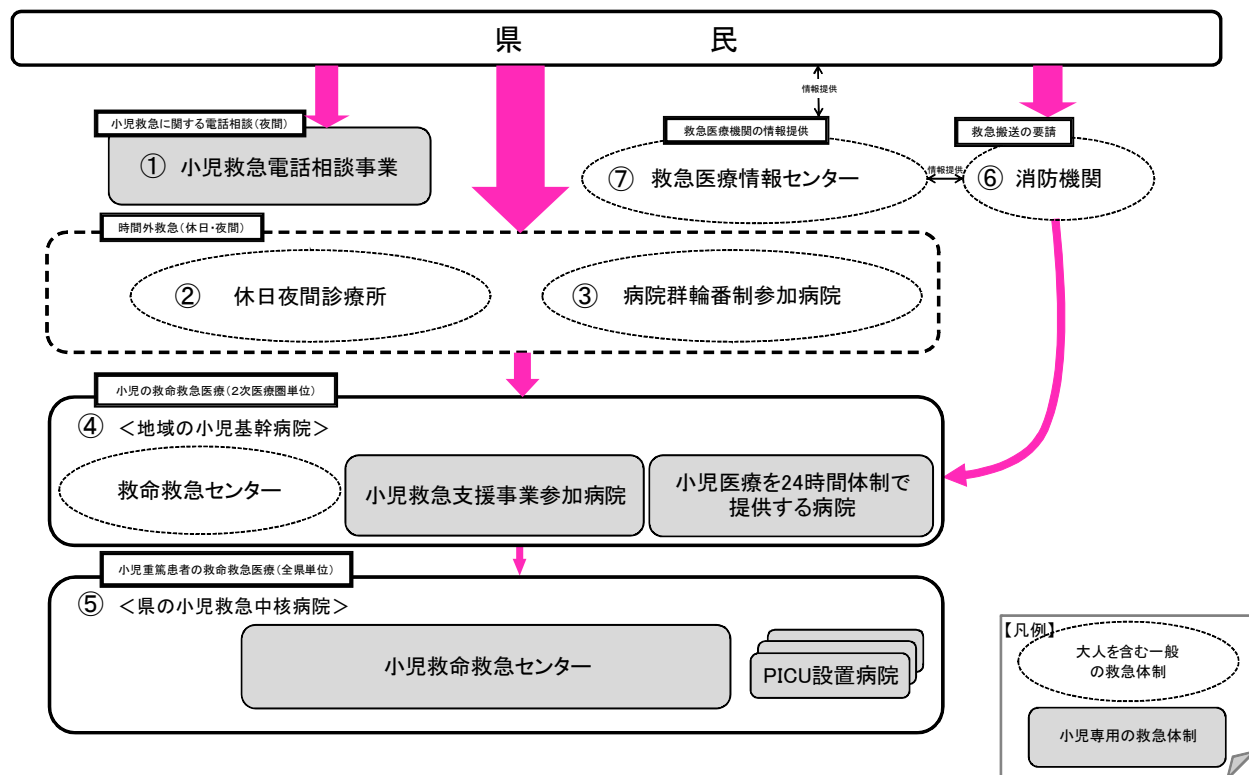 県 民
情報提供
小児救急に関する電話相談(夜間)
① 小児救急電話相談事業
救急医療機関の情報提供
⑦ 救急医療情報センター
情報提供
救急搬送の要請
⑥ 消防機関
時間外救急(休日・夜間)
② 休日夜間診療所
③ 病院群輪番制参加病院
小児の救命救急医療(2次医療圏単位)
④ <地域の小児基幹病院>
救命救急センター
小児救急支援事業参加病院
小児医療を24時間体制で
提供する病院
小児重篤患者の救命救急医療(全県単位)
⑤ <県の小児救急中核病院>
小児救命救急センター
PICU設置病院
【凡例】
大人を含む一般
の救急体制
小児専用の救急体制